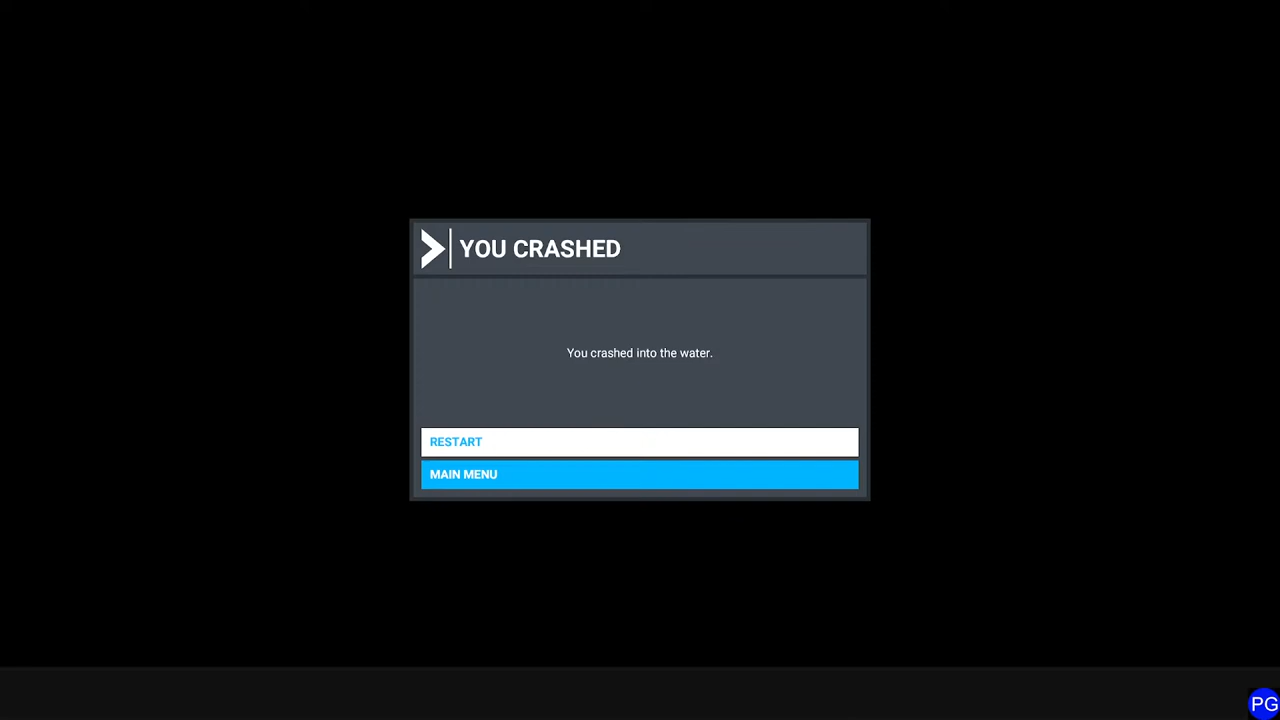 YOU CRASHED
You crashed into the water.
RESTART
MAIN MENU
PG